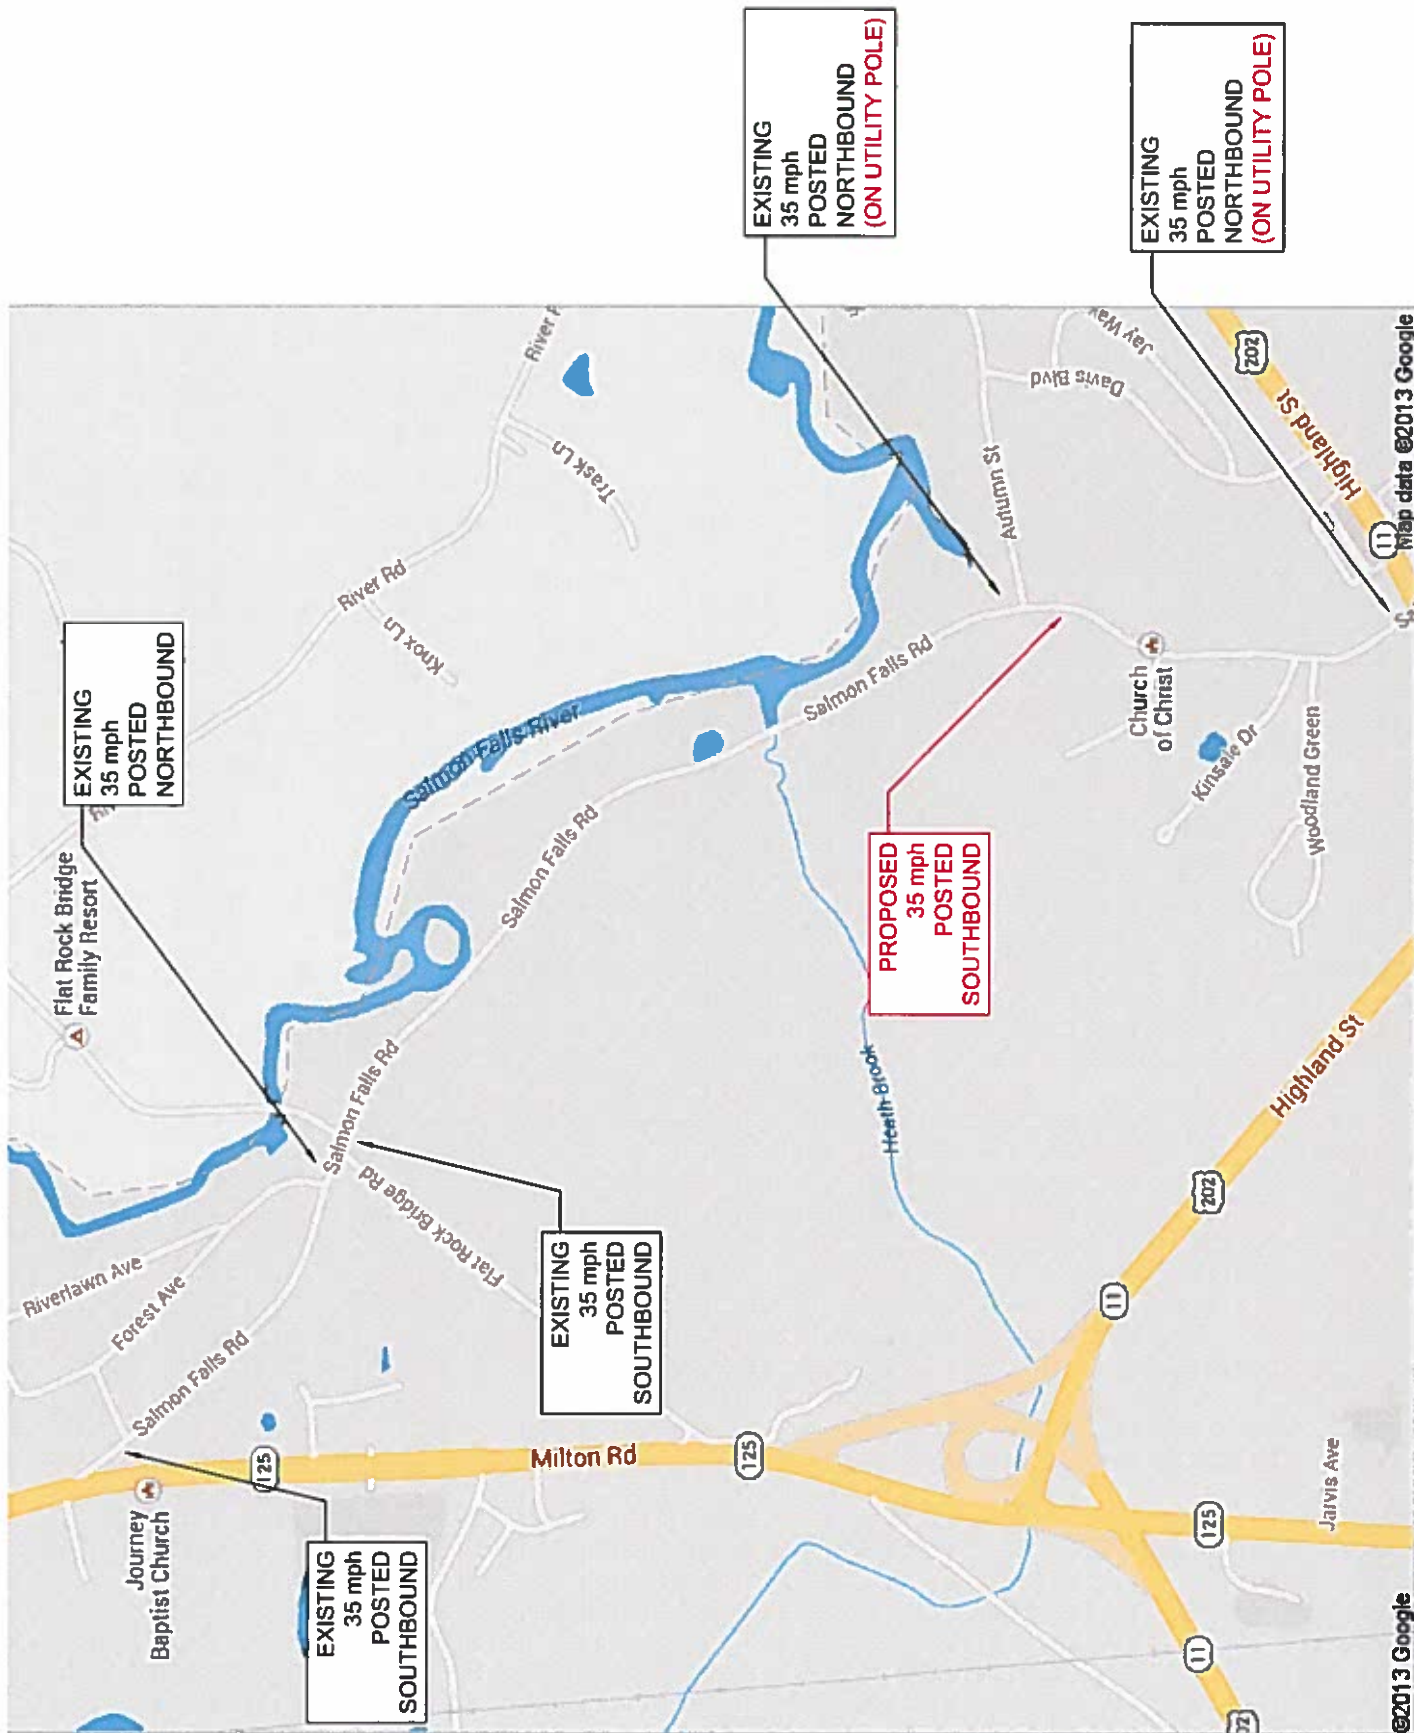 EXISTING
35 mph
POSTED
NORTHBOUND
Flat Rock Bridge
Family Resort
River Rd
Knox Ln
Trask Ln
Salmon Falls River
Salmon Falls Rd
Salmon Falls Rd
Salmon Falls Rd
Salmon Falls Rd
Riverlawn Ave
Forest Ave
Flat Rock Bridge Rd
EXISTING
35 mph
POSTED
SOUTHBOUND
Journey
Baptist Church
125
EXISTING
35 mph
POSTED
SOUTHBOUND
Milton Rd
125
EXISTING
35 mph
POSTED
NORTHBOUND
(ON UTILITY POLE)
EXISTING
35 mph
POSTED
NORTHBOUND
(ON UTILITY POLE)
Autumn St
Davis Blvd
Jay Way
202
Highland St
11
Church
of Christ
Kinsale Dr
Woodland Green
PROPOSED
35 mph
POSTED
SOUTHBOUND
Heath Brook
Highland St
202
11
125
Jarvis Ave
11
©2013 Google
Map data ©2013 Google